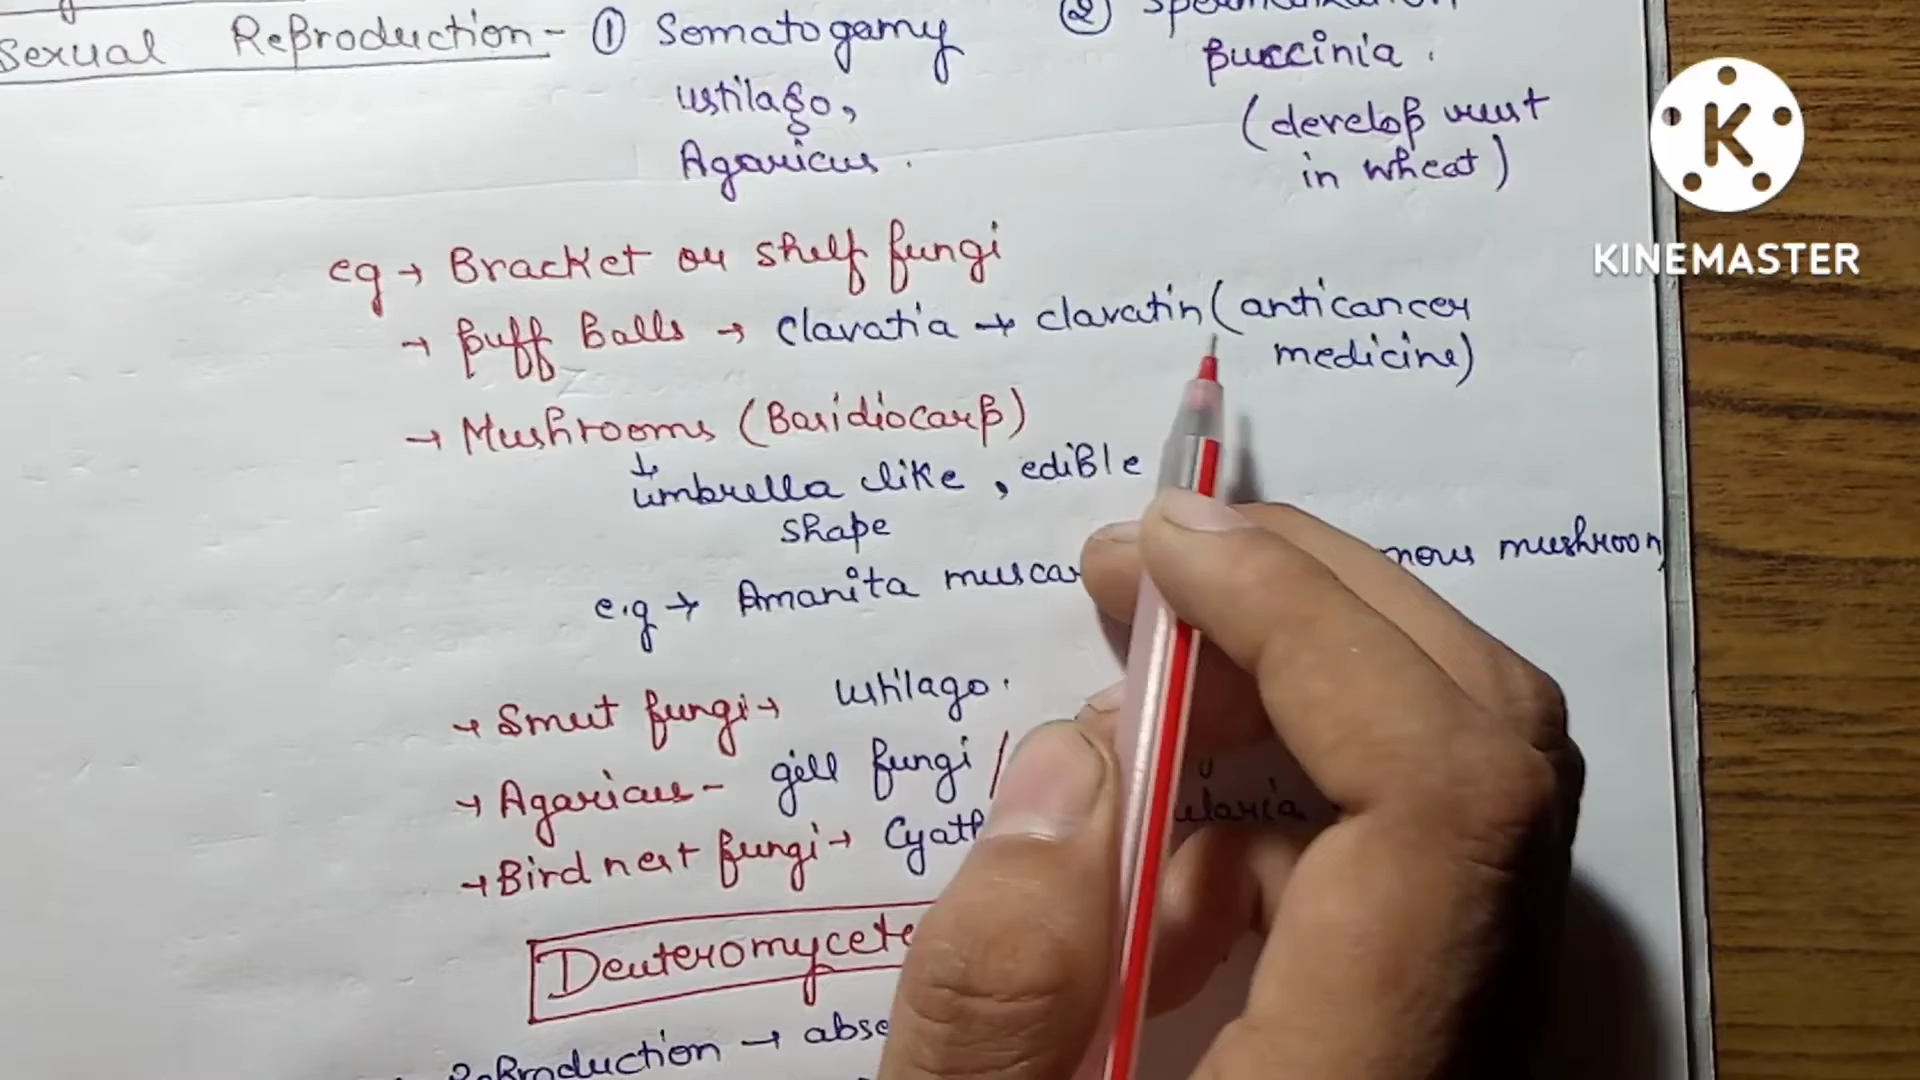 Sexual Reproduction - ① Somatogamy ②
ustilago,
Agaricus.
puccinia.
(develop rust
in wheat)
eg → Bracket or shelf fungi
→ puff Balls → clavatia → clavatin (anticancer
medicine)
→ Mushrooms (Basidiocarp)
↓
umbrella like, edible
shape
e.g → Amanita mushroom
→ Smut fungi → ustilago.
→ Agaricus - gill fungi /
→ Bird nest fungi →
Deuteromycete
Reproduction →
KINEMASTER